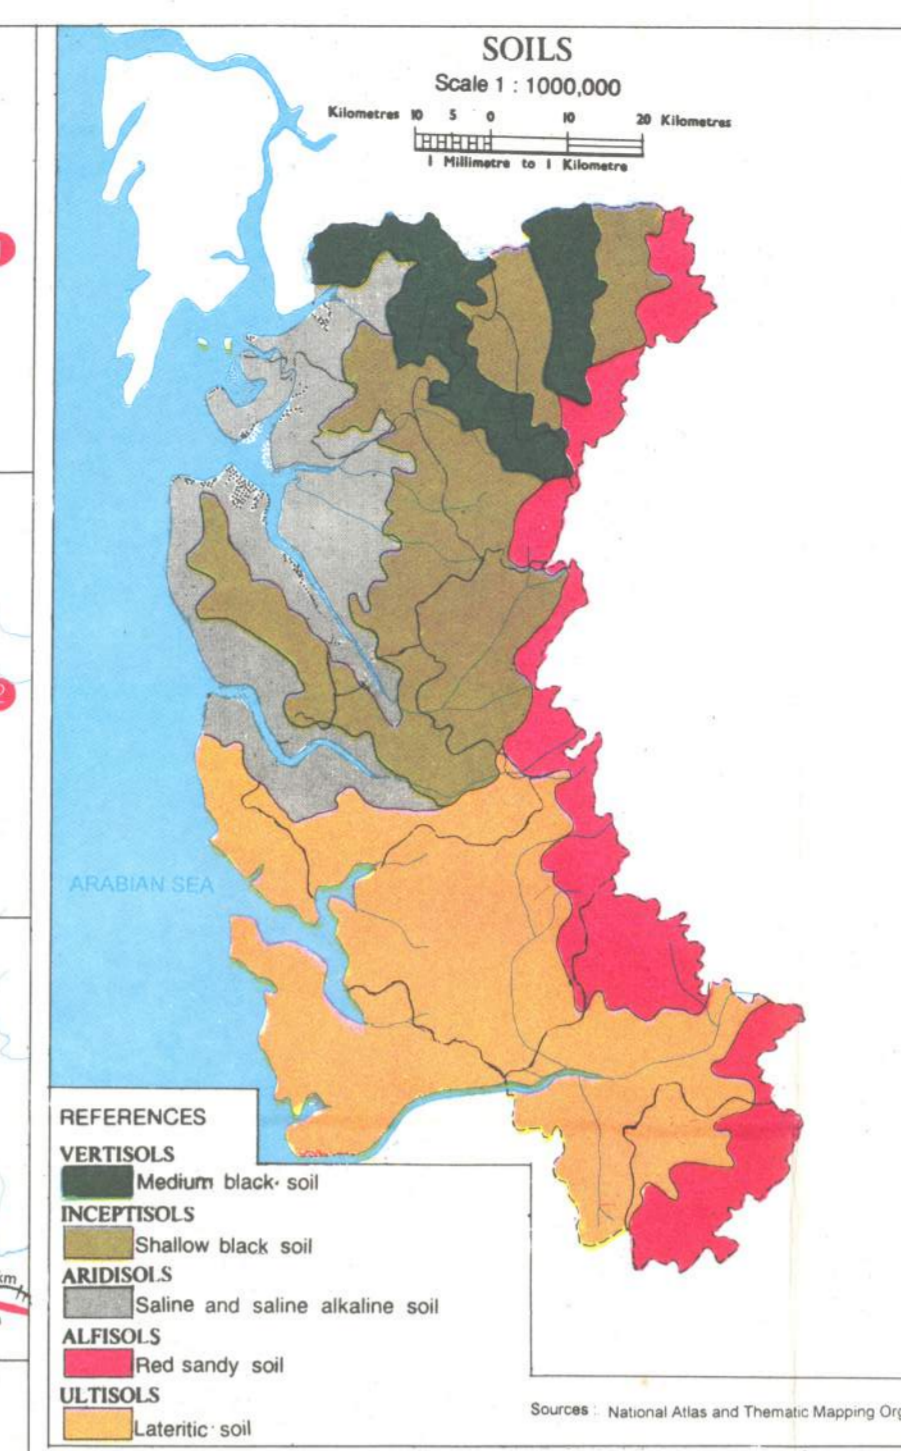 SOILS
Scale 1 : 1000,000
Kilometres 10 5 0 10 20 Kilometres
1 Millimetre to 1 Kilometre
ARABIAN SEA
2
REFERENCES
VERTISOLS
Medium black soil
INCEPTISOLS
Shallow black soil
ARIDISOLS
Saline and saline alkaline soil
km
ALFISOLS
Red sandy soil
ULTISOLS
Lateritic soil
Sources : National Atlas and Thematic Mapping Org